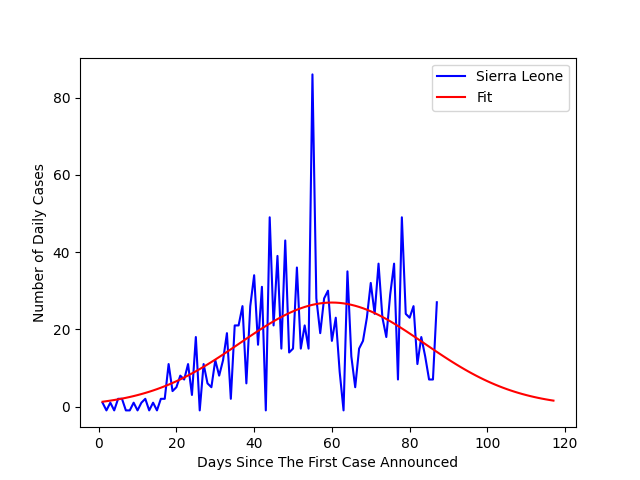 Sierra Leone
Fit
Number of Daily Cases
80
60
40
20
0
0 20 40 60 80 100 120
Days Since The First Case Announced